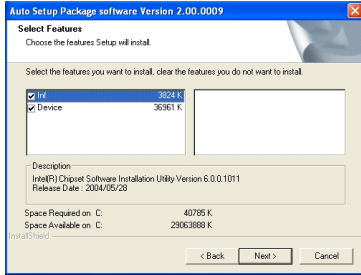 Auto Setup Package software Version 2.00.0009
Select Features
Choose the features Setup will install.
Select the features you want to install, clear the features you do not want to install.
Inf 3824 K
Device 36961 K
Description
Intel(R) Chipset Software Installation Utility Version 6.0.0.1011
Release Date : 2004/05/28
Space Required on C: 40785 K
Space Available on C: 29063888 K
InstallShield
< Back Next > Cancel